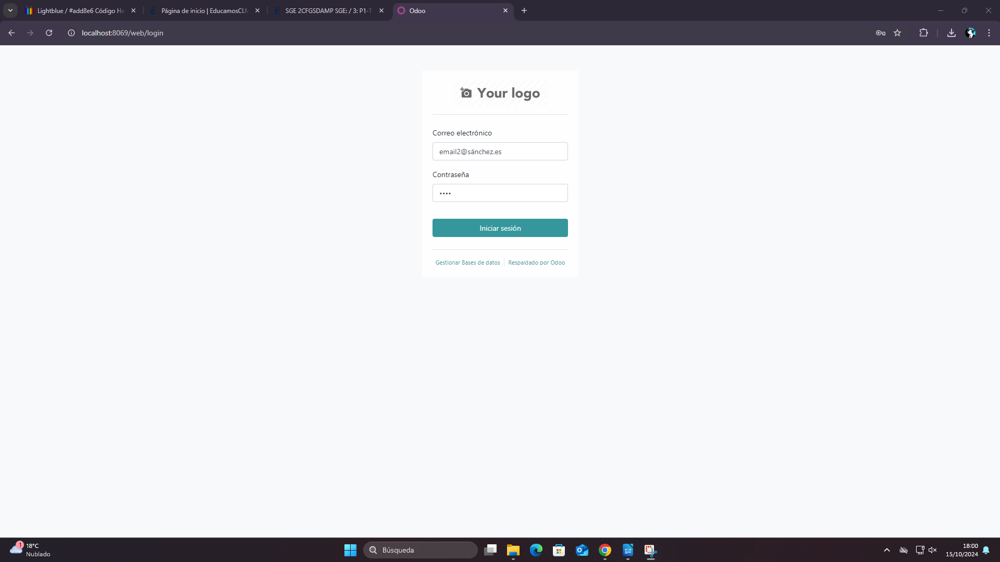 Lightblue / #add8e6 Código He
Página de inicio | EducamosCLM
SGE 2CFGSDAMP SGE: / 3: P1-T
Odoo
localhost:8069/web/login
Your logo
Correo electrónico
email2@sánchez.es
Contraseña
••••
Iniciar sesión
Gestionar Bases de datos
Respaldado por Odoo
1
18°C
Nublado
Búsqueda
18:00
15/10/2024